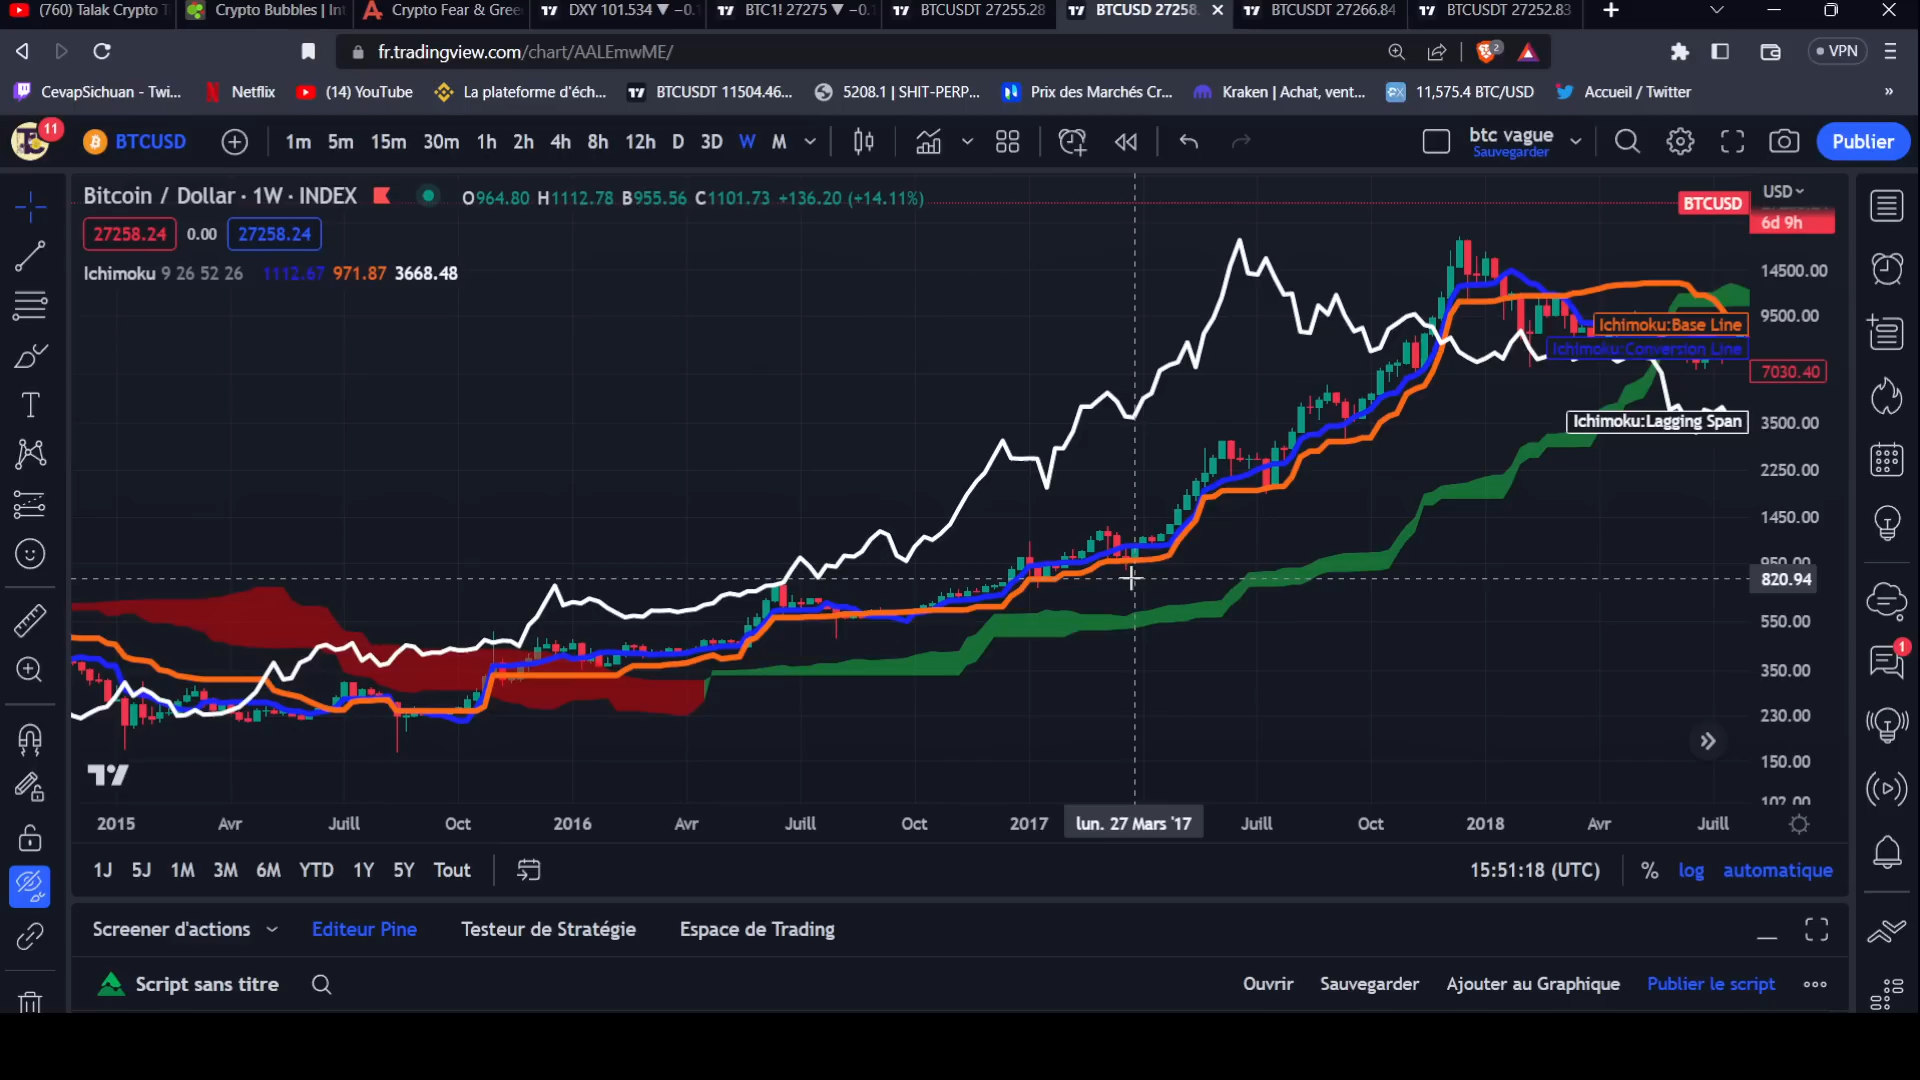 (760) Talak Crypto T
Crypto Bubbles | Int
Crypto Fear & Gree
DXY 101.534 ▼ −0.
BTC1! 27275 ▼ −0.1
BTCUSDT 27255.28
BTCUSD 27258.
BTCUSDT 27266.84
BTCUSDT 27252.83
fr.tradingview.com/chart/AALEmwME/
2
VPN
CevapSichuan - Twi...
Netflix
(14) YouTube
La plateforme d'éch...
BTCUSDT 11504.46...
5208.1 | SHIT-PERP...
Prix des Marchés Cr...
Kraken | Achat, vent...
11,575.4 BTC/USD
Accueil / Twitter
»
11
BTCUSD
1m 5m 15m 30m 1h 2h 4h 8h 12h D 3D W M
btc vague
Sauvegarder
Publier
Bitcoin / Dollar · 1W · INDEX
O964.80 H1112.78 B955.56 C1101.73 +136.20 (+14.11%)
27258.24 0.00 27258.24
Ichimoku 9 26 52 26 1112.67 971.87 3668.48
USD
BTCUSD
6d 9h
14500.00
9500.00
7030.40
3500.00
2250.00
1450.00
950.00
820.94
550.00
350.00
230.00
150.00
102.00
Ichimoku:Base Line
Ichimoku:Conversion Line
Ichimoku:Lagging Span
1
2015 Avr Juill Oct 2016 Avr Juill Oct 2017 lun. 27 Mars '17 Juill Oct 2018 Avr Juill
1J 5J 1M 3M 6M YTD 1Y 5Y Tout
15:51:18 (UTC)
% log automatique
Screener d'actions
Editeur Pine
Testeur de Stratégie
Espace de Trading
Script sans titre
Ouvrir
Sauvegarder
Ajouter au Graphique
Publier le script